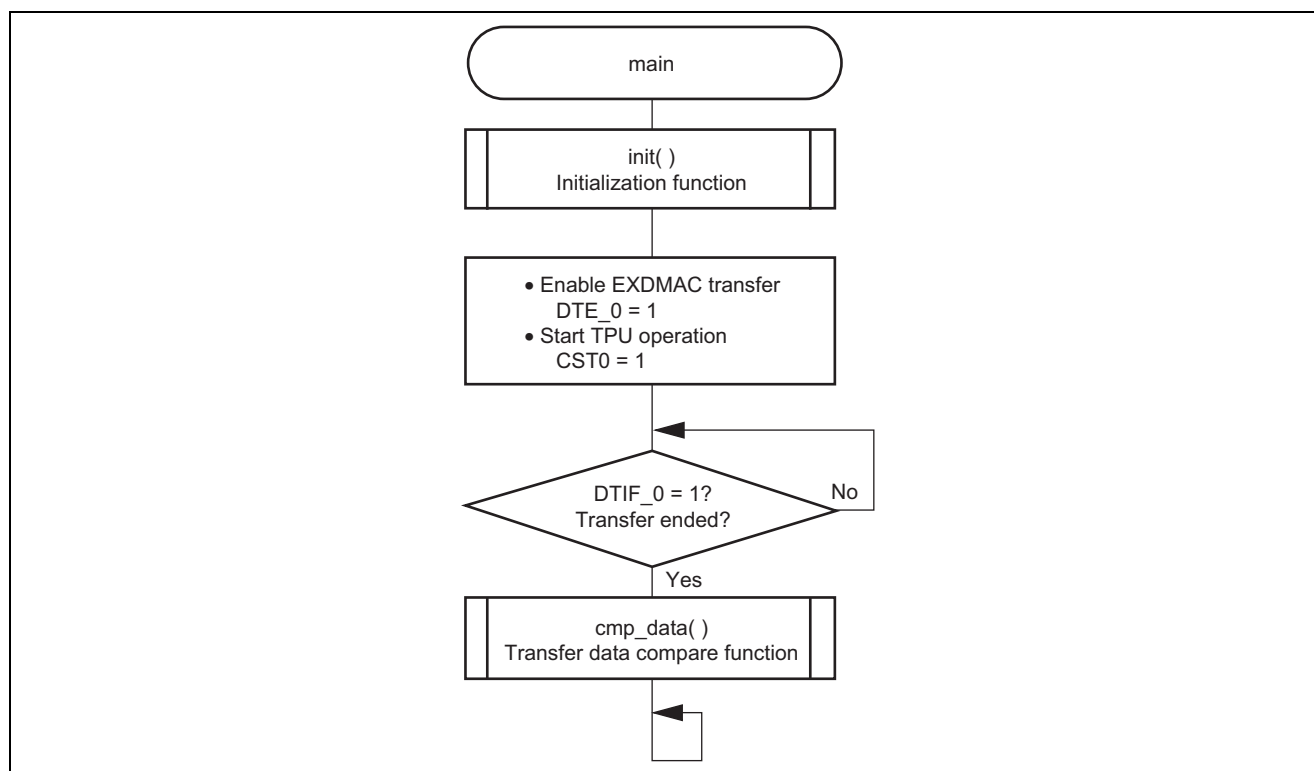 main
init( )
Initialization function
• Enable EXDMAC transfer
DTE_0 = 1
• Start TPU operation
CST0 = 1
DTIF_0 = 1?
Transfer ended?
No
Yes
cmp_data( )
Transfer data compare function